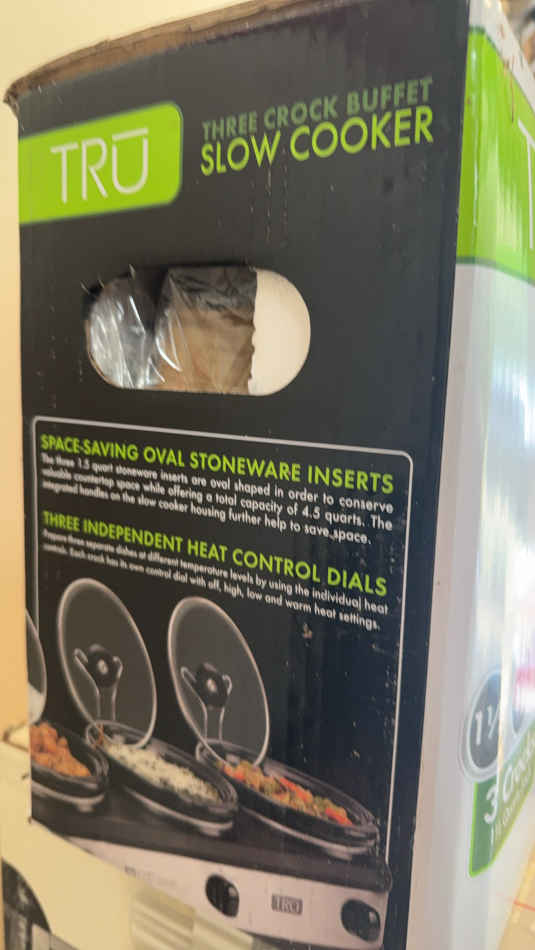 TRŪ
THREE CROCK BUFFET
SLOW COOKER
SPACE-SAVING OVAL STONEWARE INSERTS
The three 1.5 quart stoneware inserts are oval shaped in order to conserve
valuable countertop space while offering a total capacity of 4.5 quarts. The
integrated handles on the slow cooker housing further help to save space.
THREE INDEPENDENT HEAT CONTROL DIALS
Prepare three separate dishes at different temperature levels by using the individual heat
controls. Each crock has its own control dial with off, high, low and warm heat settings.
TRŪ
3